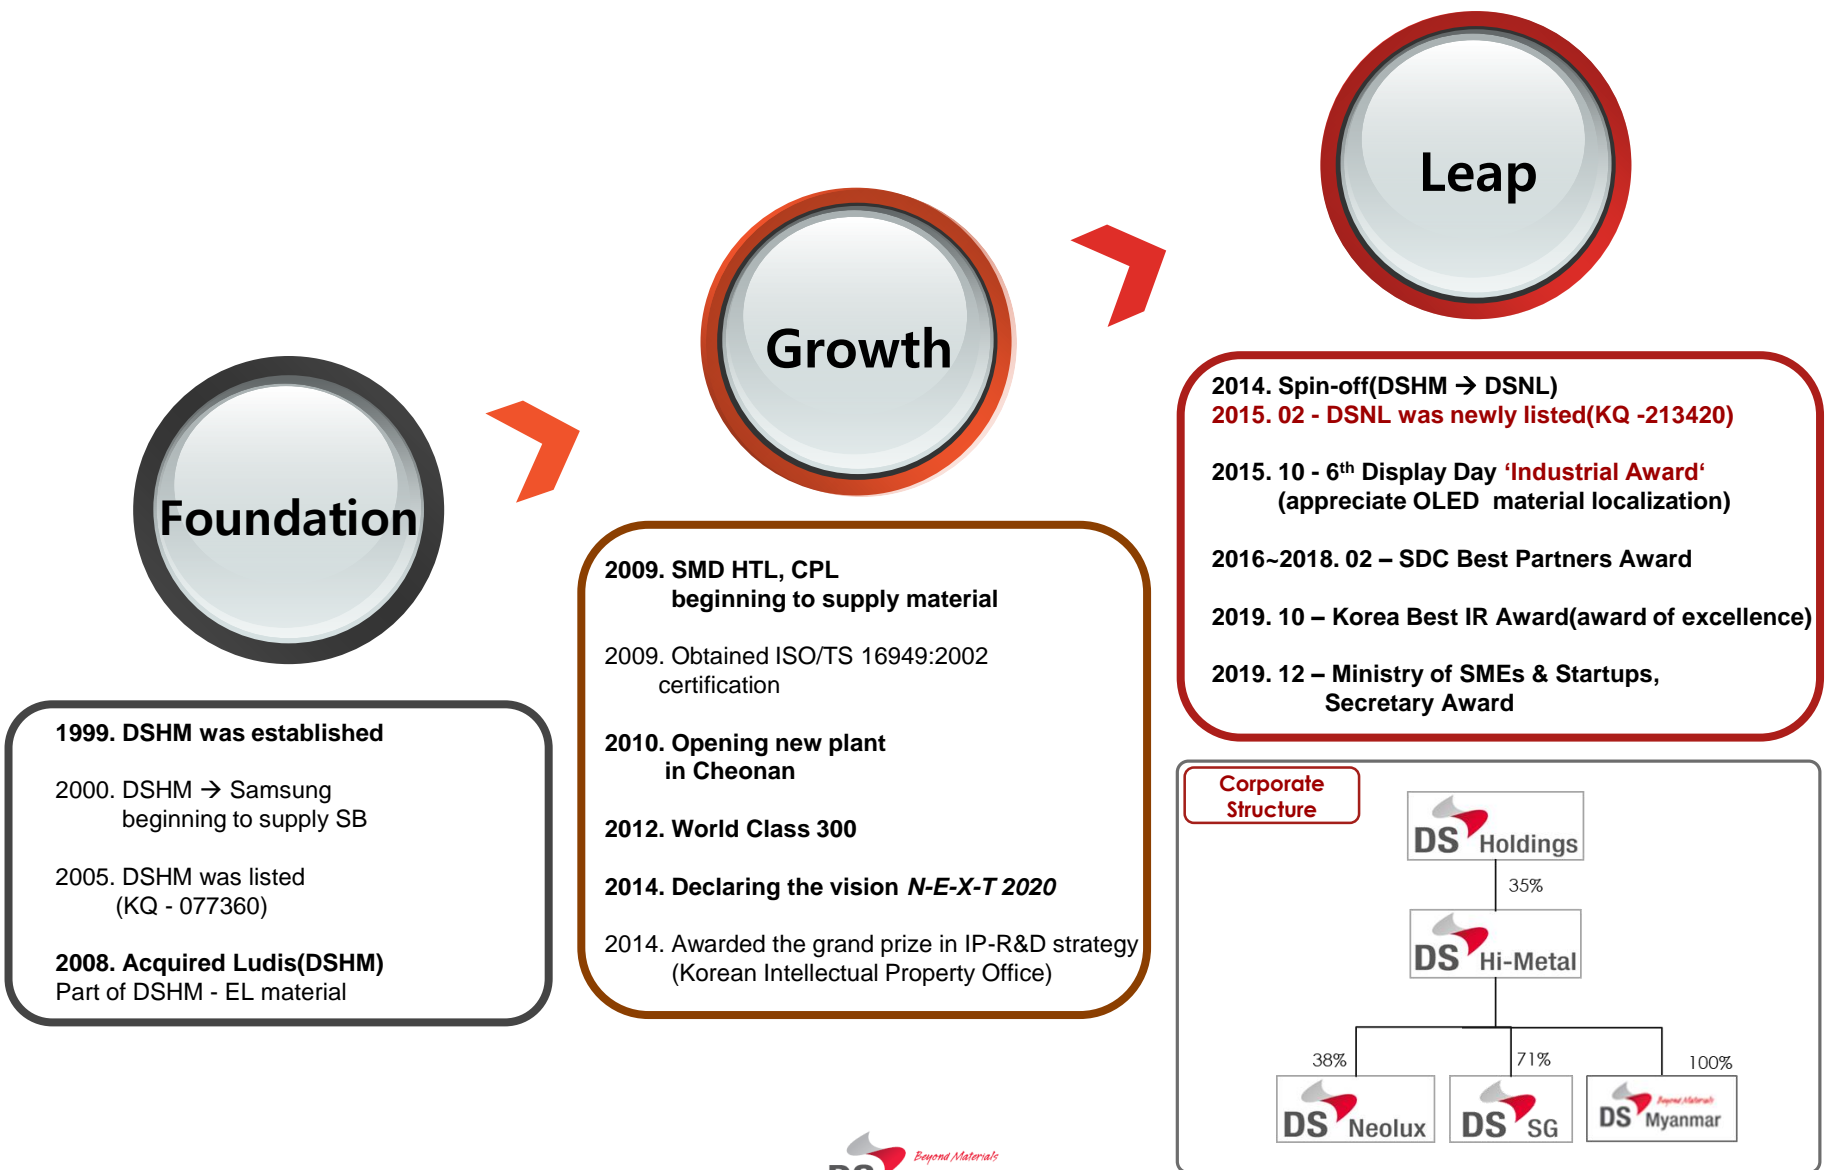 Foundation
1999. DSHM was established
2000. DSHM → Samsung
beginning to supply SB
2005. DSHM was listed
(KQ - 077360)
2008. Acquired Ludis(DSHM)
Part of DSHM - EL material
Growth
2009. SMD HTL, CPL
beginning to supply material
2009. Obtained ISO/TS 16949:2002
certification
2010. Opening new plant
in Cheonan
2012. World Class 300
2014. Declaring the vision N-E-X-T 2020
2014. Awarded the grand prize in IP-R&D strategy
(Korean Intellectual Property Office)
Leap
2014. Spin-off(DSHM → DSNL)
2015. 02 - DSNL was newly listed(KQ -213420)
2015. 10 - 6th Display Day ‘Industrial Award‘
(appreciate OLED material localization)
2016~2018. 02 – SDC Best Partners Award
2019. 10 – Korea Best IR Award(award of excellence)
2019. 12 – Ministry of SMEs & Startups,
Secretary Award
Corporate
Structure
DS Holdings
35%
DS Hi-Metal
38% 71% 100%
DS Neolux
DS SG
Beyond Materials
DS Myanmar
Beyond Materials
DS